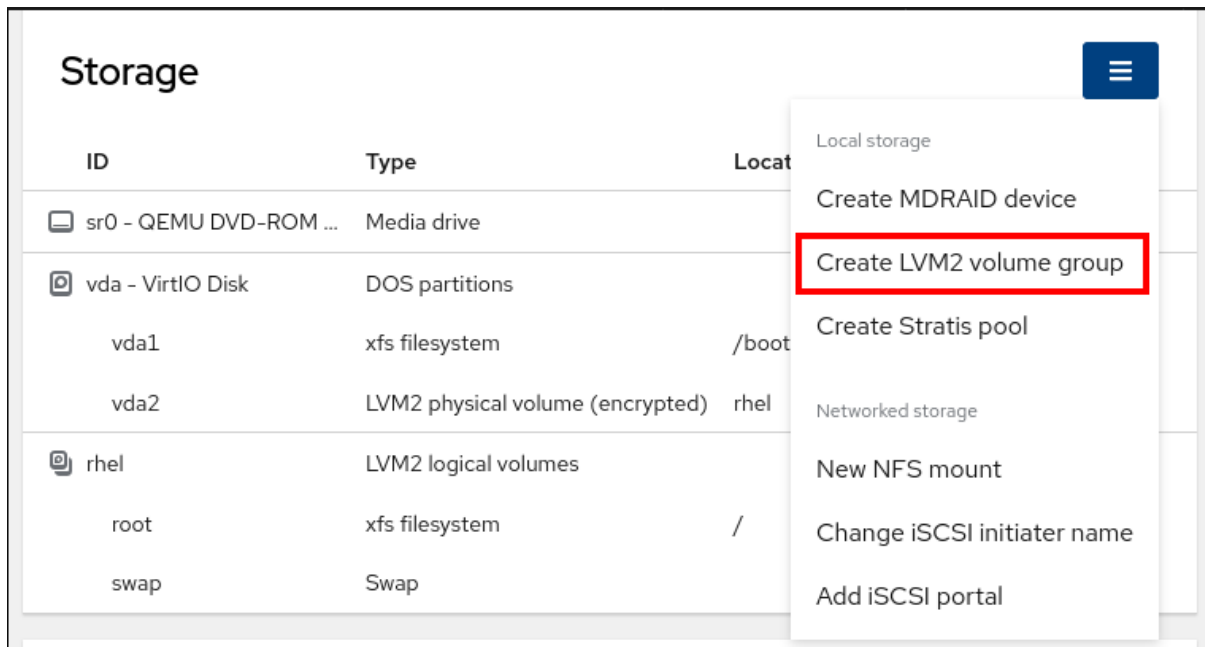 Storage
ID Type Locat
sr0 - QEMU DVD-ROM ... Media drive
vda - VirtIO Disk DOS partitions
vda1 xfs filesystem /boot
vda2 LVM2 physical volume (encrypted) rhel
rhel LVM2 logical volumes
root xfs filesystem /
swap Swap
Local storage
Create MDRAID device
Create LVM2 volume group
Create Stratis pool
Networked storage
New NFS mount
Change iSCSI initiater name
Add iSCSI portal